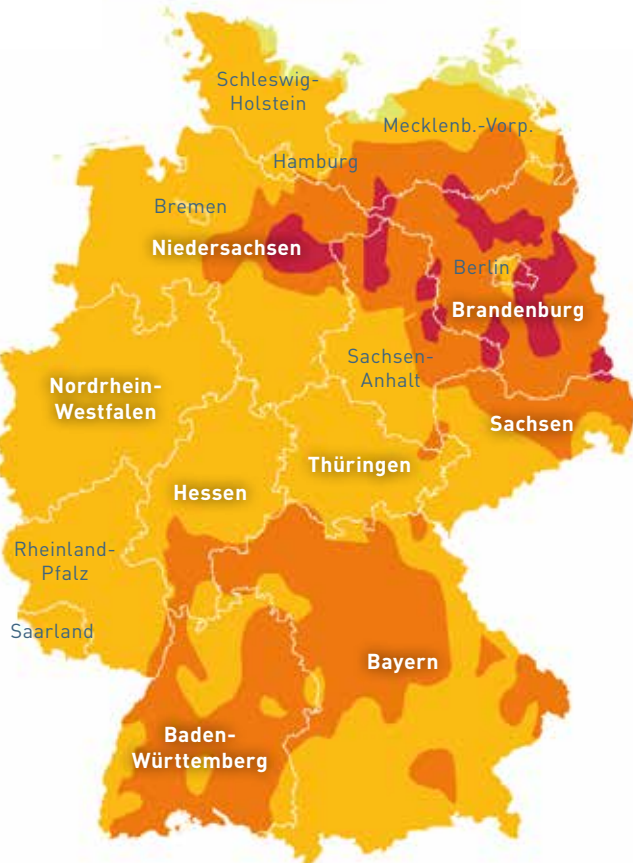 Schleswig-
Holstein
Mecklenb.-Vorp.
Hamburg
Bremen
Niedersachsen
Berlin
Brandenburg
Sachsen-
Anhalt
Nordrhein-
Westfalen
Sachsen
Thüringen
Hessen
Rheinland-
Pfalz
Saarland
Bayern
Baden-
Württemberg